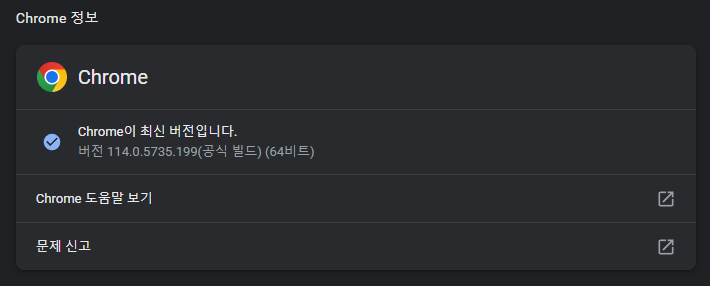 Chrome 정보
Chrome
Chrome이 최신 버전입니다.
버전 114.0.5735.199(공식 빌드) (64비트)
Chrome 도움말 보기
문제 신고